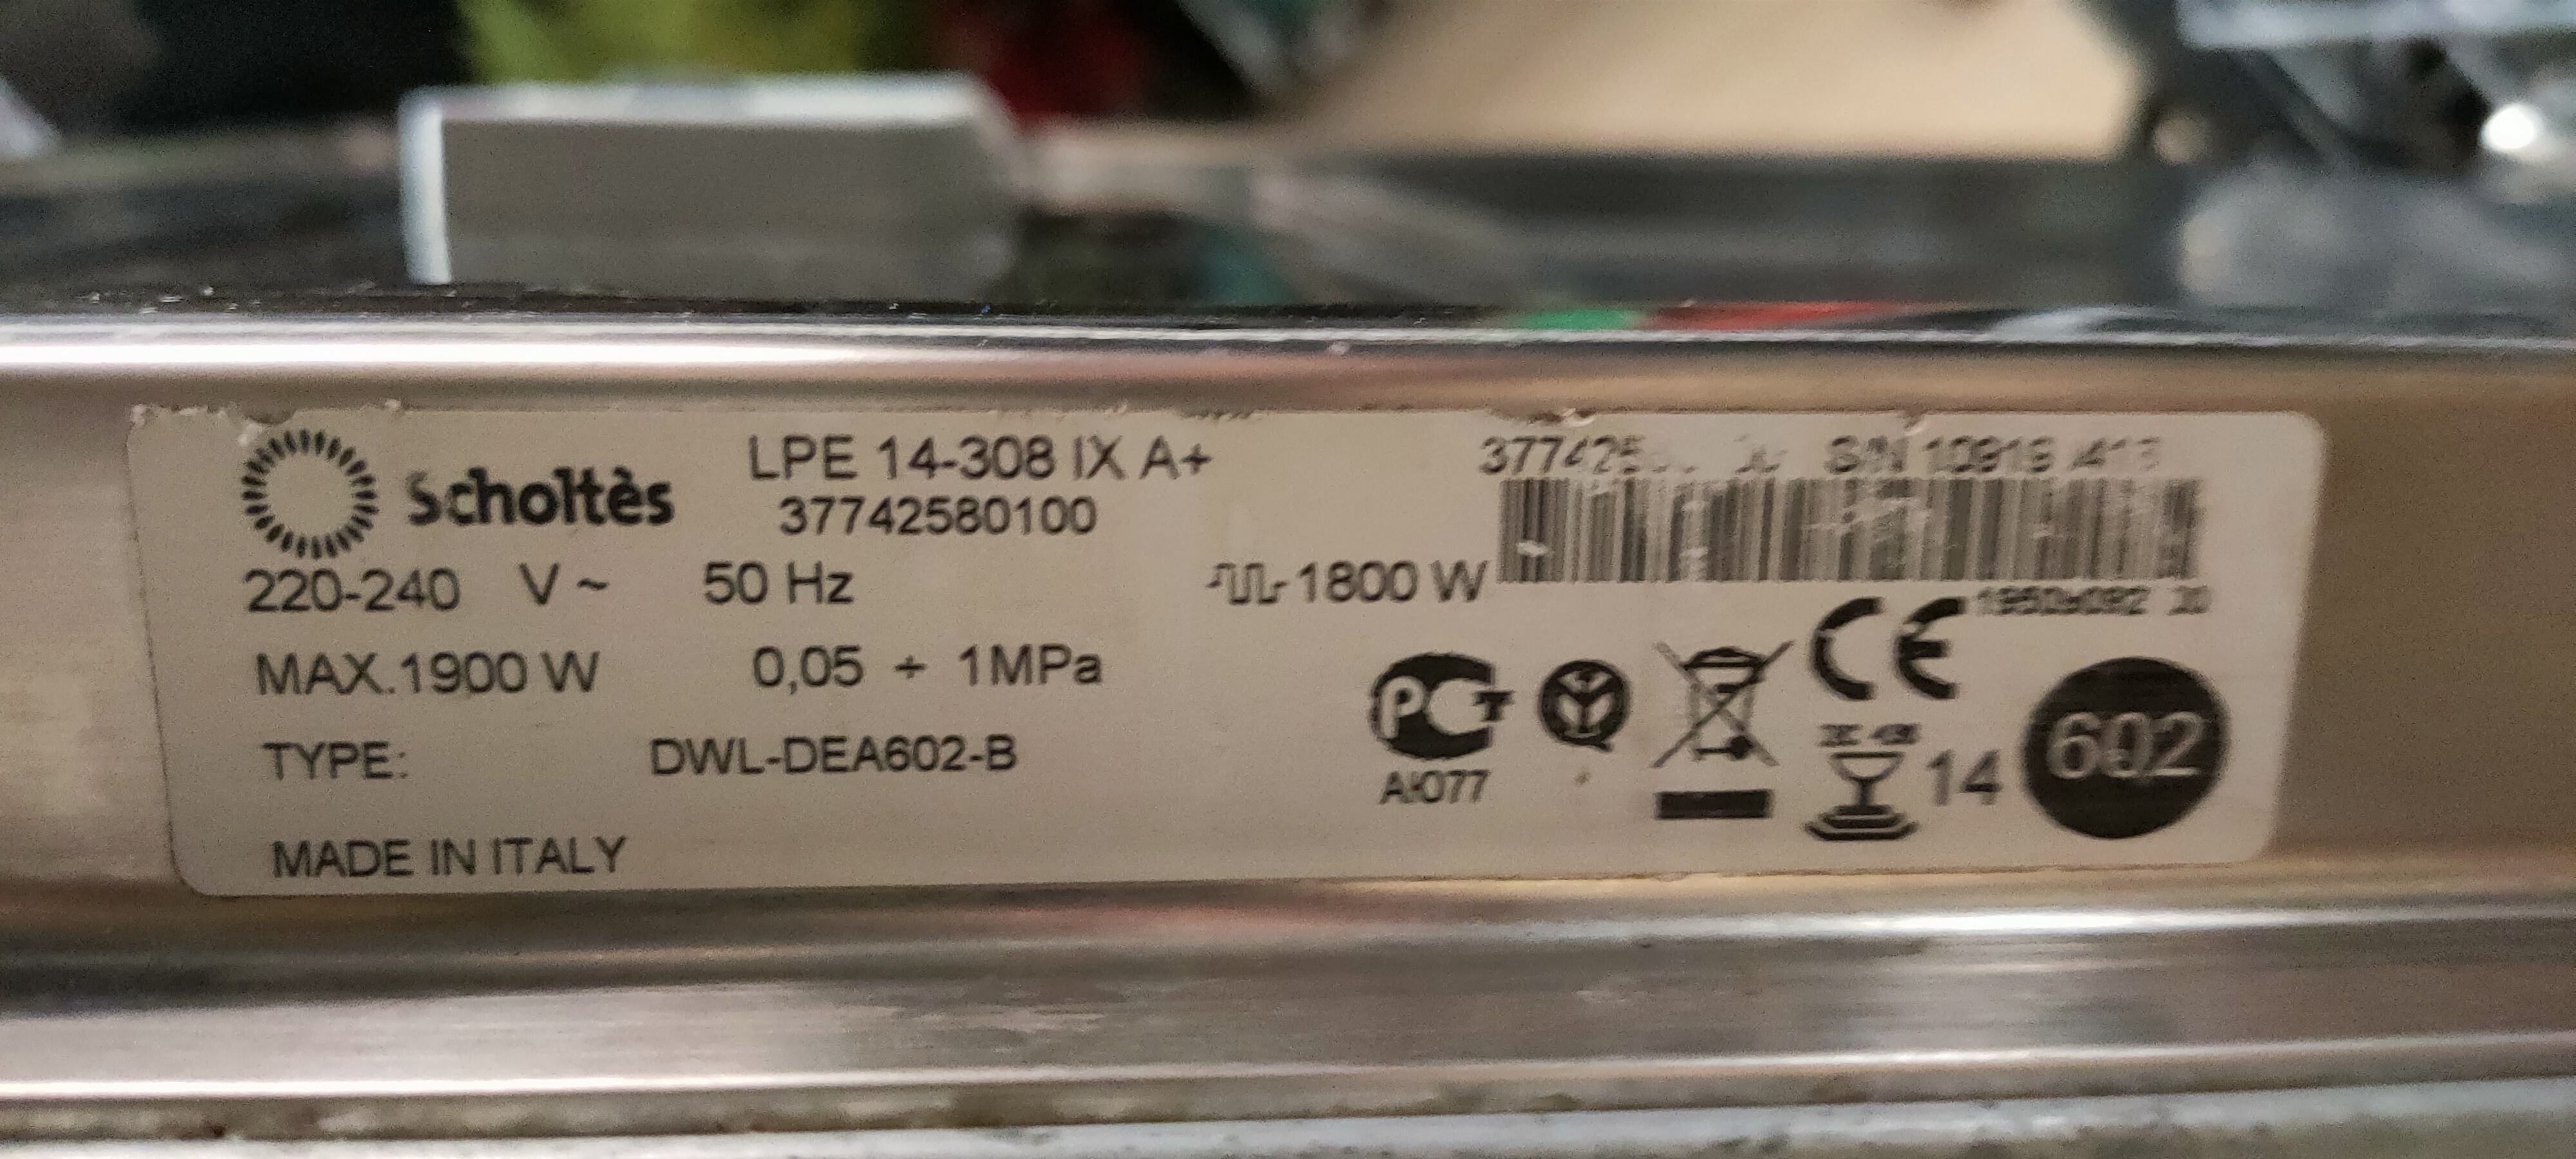 Scholtès
LPE 14-308 IX A+
37742580100
S/N
220-240 V ~ 50 Hz
1800 W
MAX.1900 W 0,05 ÷ 1MPa
TYPE: DWL-DEA602-B
MADE IN ITALY
PCT
CE
14
602